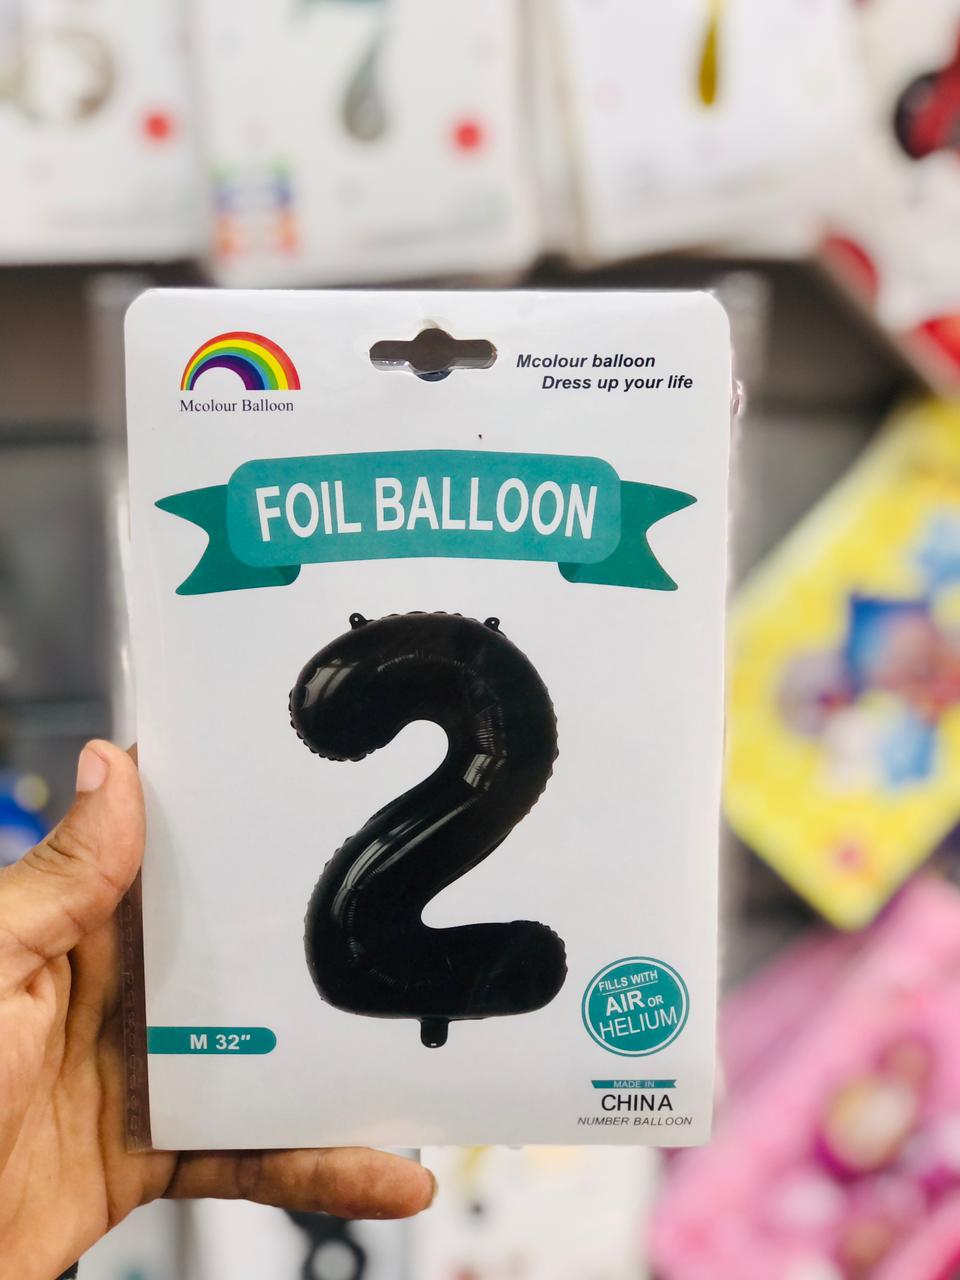 Mcolour Balloon
Mcolour balloon
Dress up your life
FOIL BALLOON
2
M 32"
FILLS WITH
AIR OR
HELIUM
MADE IN
CHINA
NUMBER BALLOON